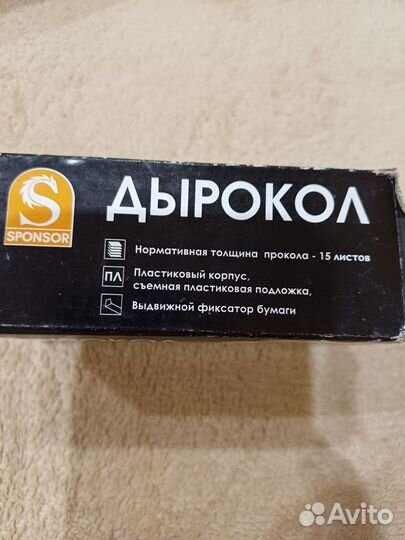 SPONSOR
ДЫРОКОЛ
Нормативная толщина прокола - 15 листов
ПЛ
Пластиковый корпус,
съемная пластиковая подложка,
Выдвижной фиксатор бумаги
Avito